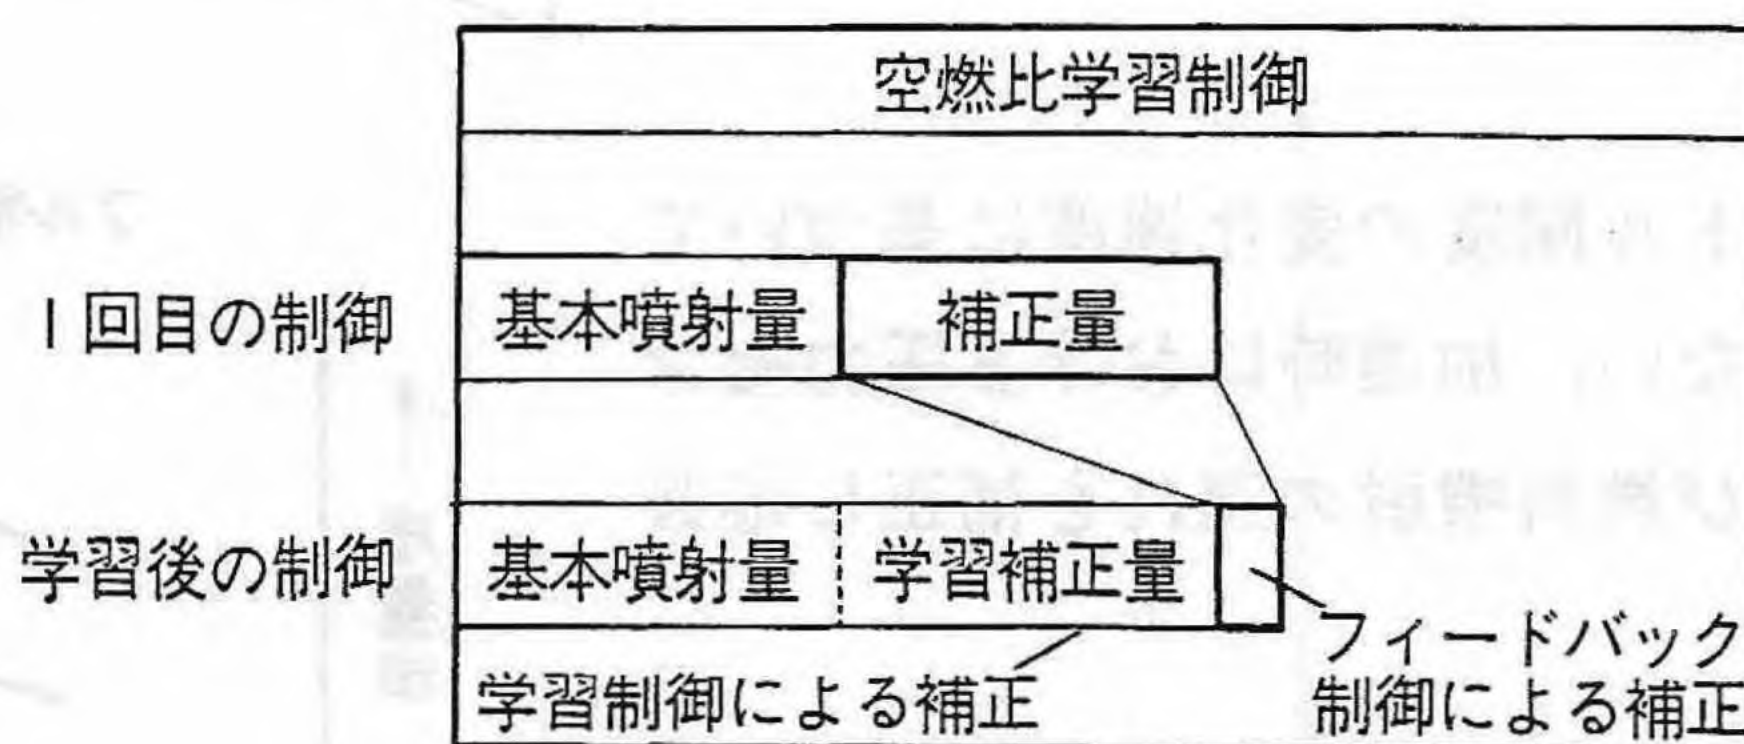 空燃比学習制御
1回目の制御
基本噴射量
補正量
学習後の制御
基本噴射量
学習補正量
フィードバック
制御による補正
学習制御による補正